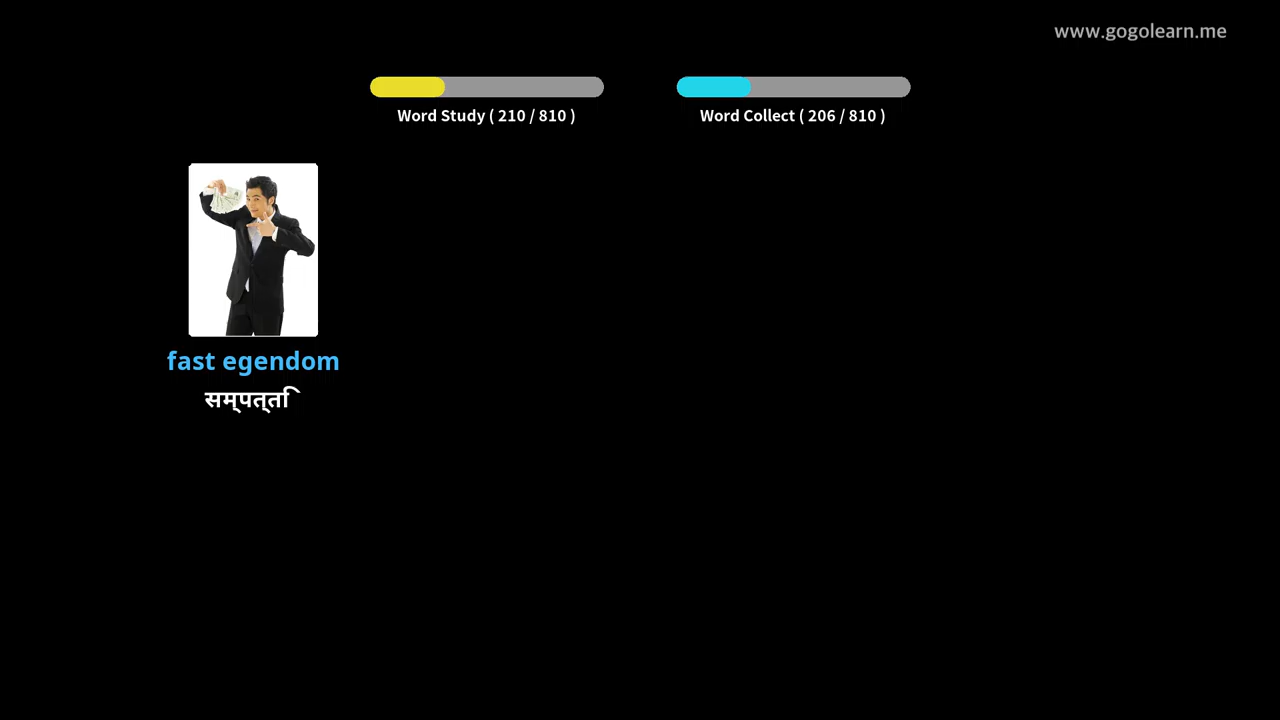 www.gogolearn.me
Word Study ( 210 / 810 )
Word Collect ( 206 / 810 )
fast egendom
सम्पत्ति